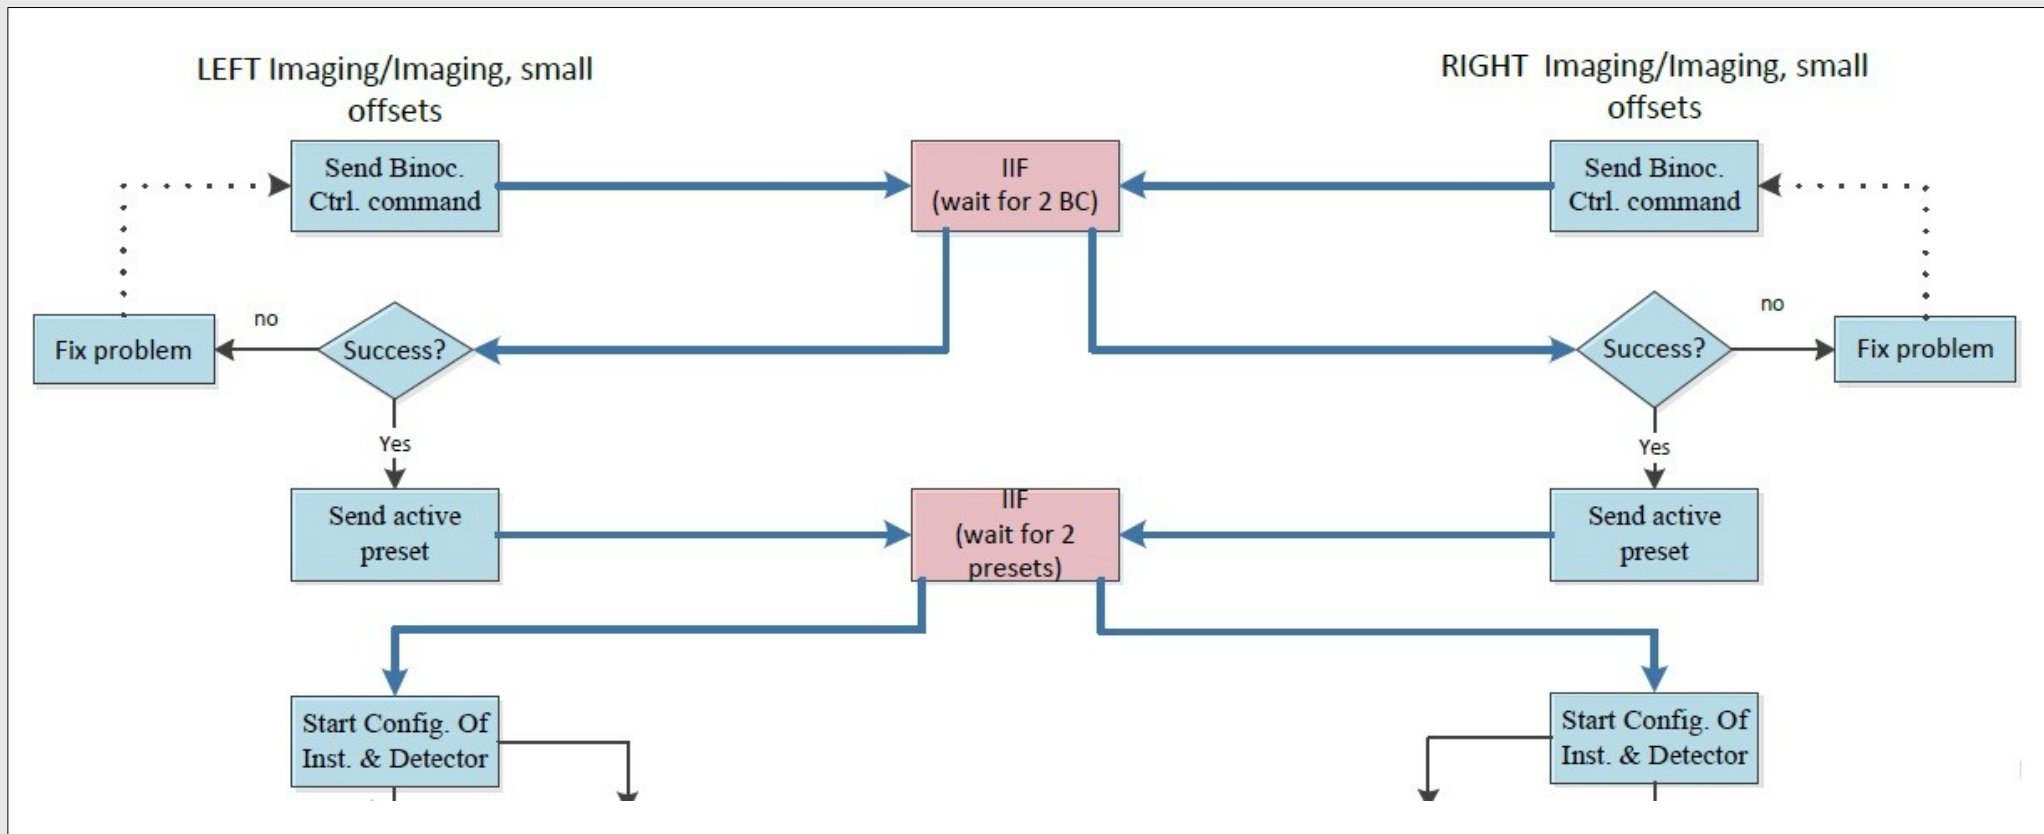 LEFT Imaging/Imaging, small
offsets
RIGHT  Imaging/Imaging, small
offsets
Send Binoc.
Ctrl. command
IIF
(wait for 2 BC)
Send Binoc.
Ctrl. command
Fix problem
no
Success?
Success?
no
Fix problem
Yes
Yes
Send active
preset
IIF
(wait for 2
presets)
Send active
preset
Start Config. Of
Inst. & Detector
Start Config. Of
Inst. & Detector